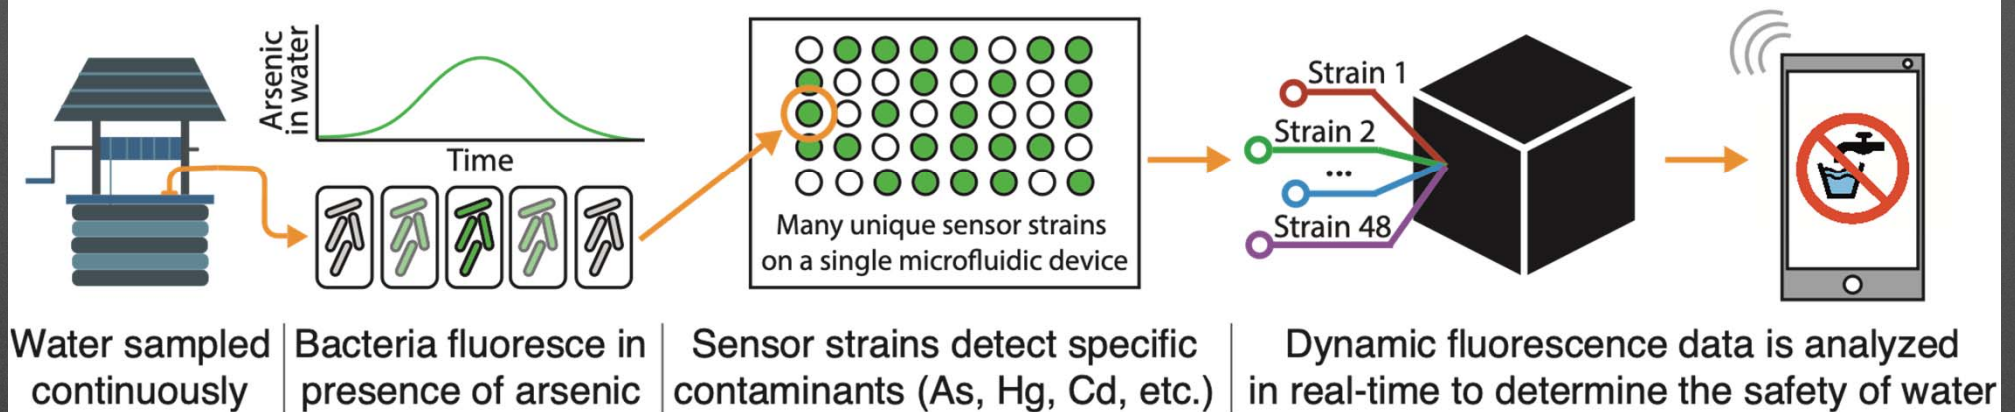 Arsenic
in water
Time
Many unique sensor strains
on a single microfluidic device
Strain 1
Strain 2
...
Strain 48
Water sampled
continuously
Bacteria fluoresce in
presence of arsenic
Sensor strains detect specific
contaminants (As, Hg, Cd, etc.)
Dynamic fluorescence data is analyzed
in real-time to determine the safety of water